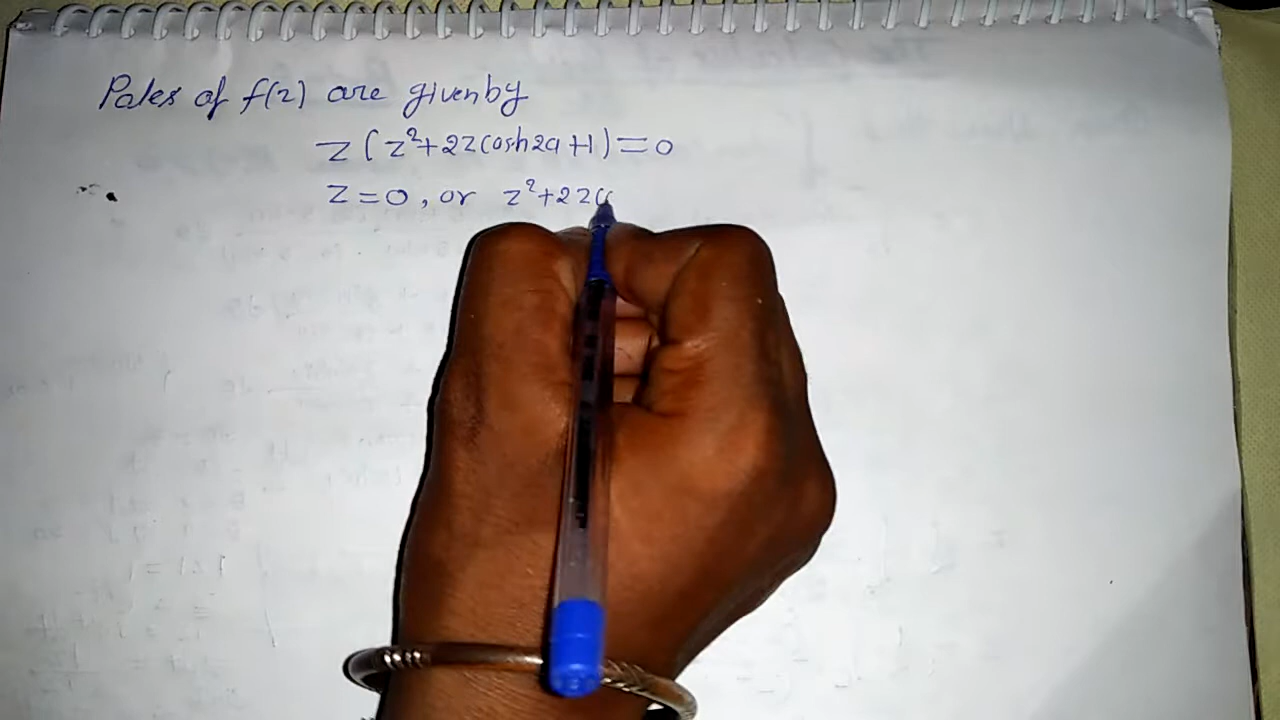 Poles of f(z) are given by
z(z²+2z cosh2a+1)=0
z=0, or z²+2z